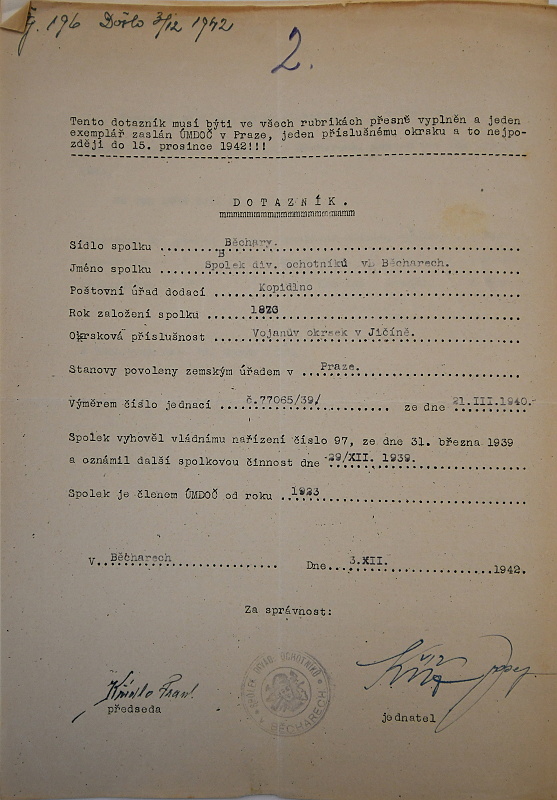 196 Došlo 3/12 1942
2.
Tento dotazník musí býti ve všech rubrikách přesně vyplněn a jeden
exemplář zaslán ÚMDOČ v Praze, jeden příslušnému okrsku a to nejpo-
zději do 15. prosince 1942!!!
DOTAZNÍK.
Sídlo spolku Běchary.
Jméno spolku Spolek div. ochotníků v Běcharech.
Poštovní úřad dodací Kopidlno
Rok založení spolku
Okrsková příslušnost Vojanův okrsek v Jičíně.
Stanovy povoleny zemským úřadem v Praze.
Výměrem číslo jednací č.77065/39/ ze dne 21.III.1940.
Spolek vyhověl vládnímu nařízení číslo 97, ze dne 31. března 1939
a oznámil další spolkovou činnost dne 29/XII. 1939.
Spolek je členem ÚMDOČ od roku 1923
V Běcharech Dne 3.XII. 1942.
Za správnost:
SPOLEK DIVAD. OCHOTNÍKŮ
V BĚCHARECH
předseda
jednatel